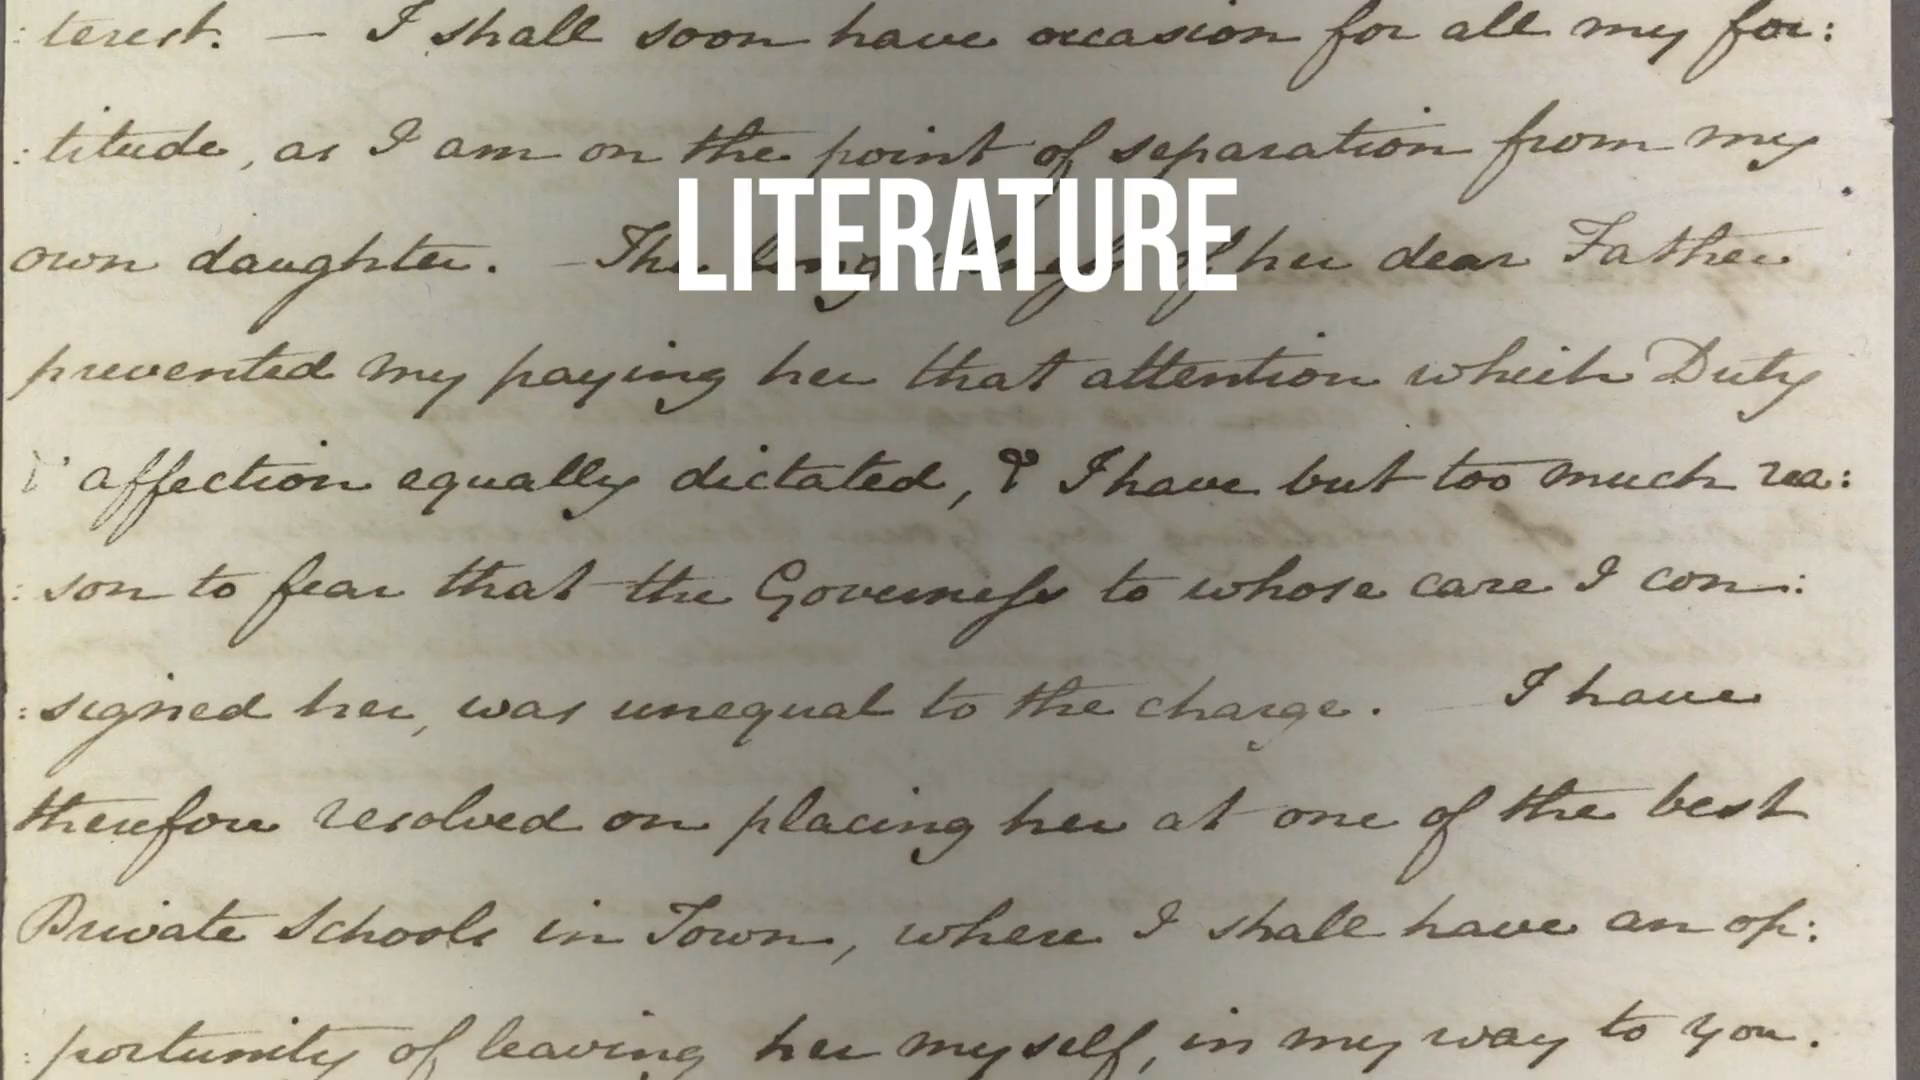 :terest. — I shall soon have occasion for all my for:
:titude, as I am on the point of separation from my
LITERATURE
own daughter. – The long of her dear Father
prevented my paying her that attention which Duty
& affection equally dictated, & I have but too much rea:
:son to fear that the Governess to whose care I con:
:signed her, was unequal to the charge. I have
therefore resolved on placing her at one of the best
Private Schools in Town, where I shall have an op:
:portunity of leaving her myself, in my way to you.